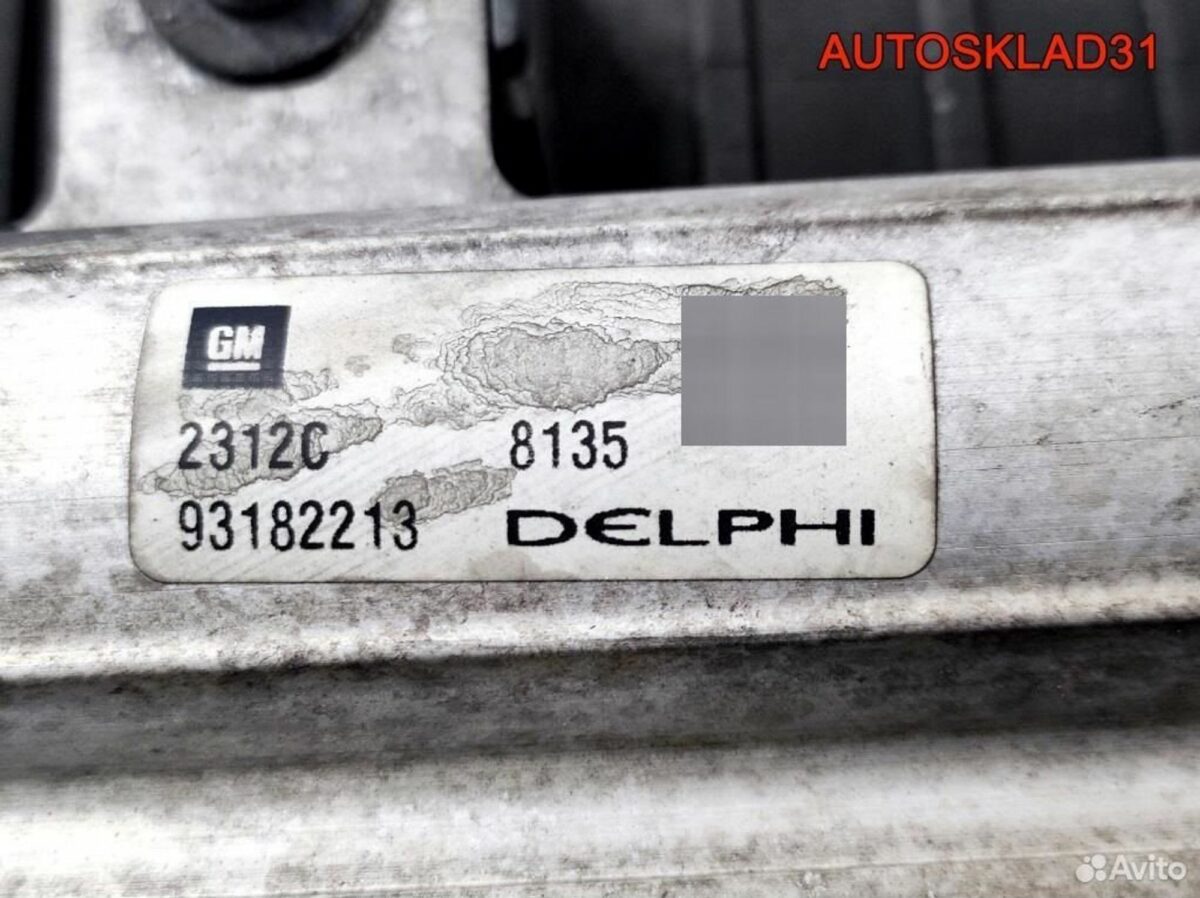 AUTOSKLAD31
GM
2312C 8135
93182213 DELPHI
Avito